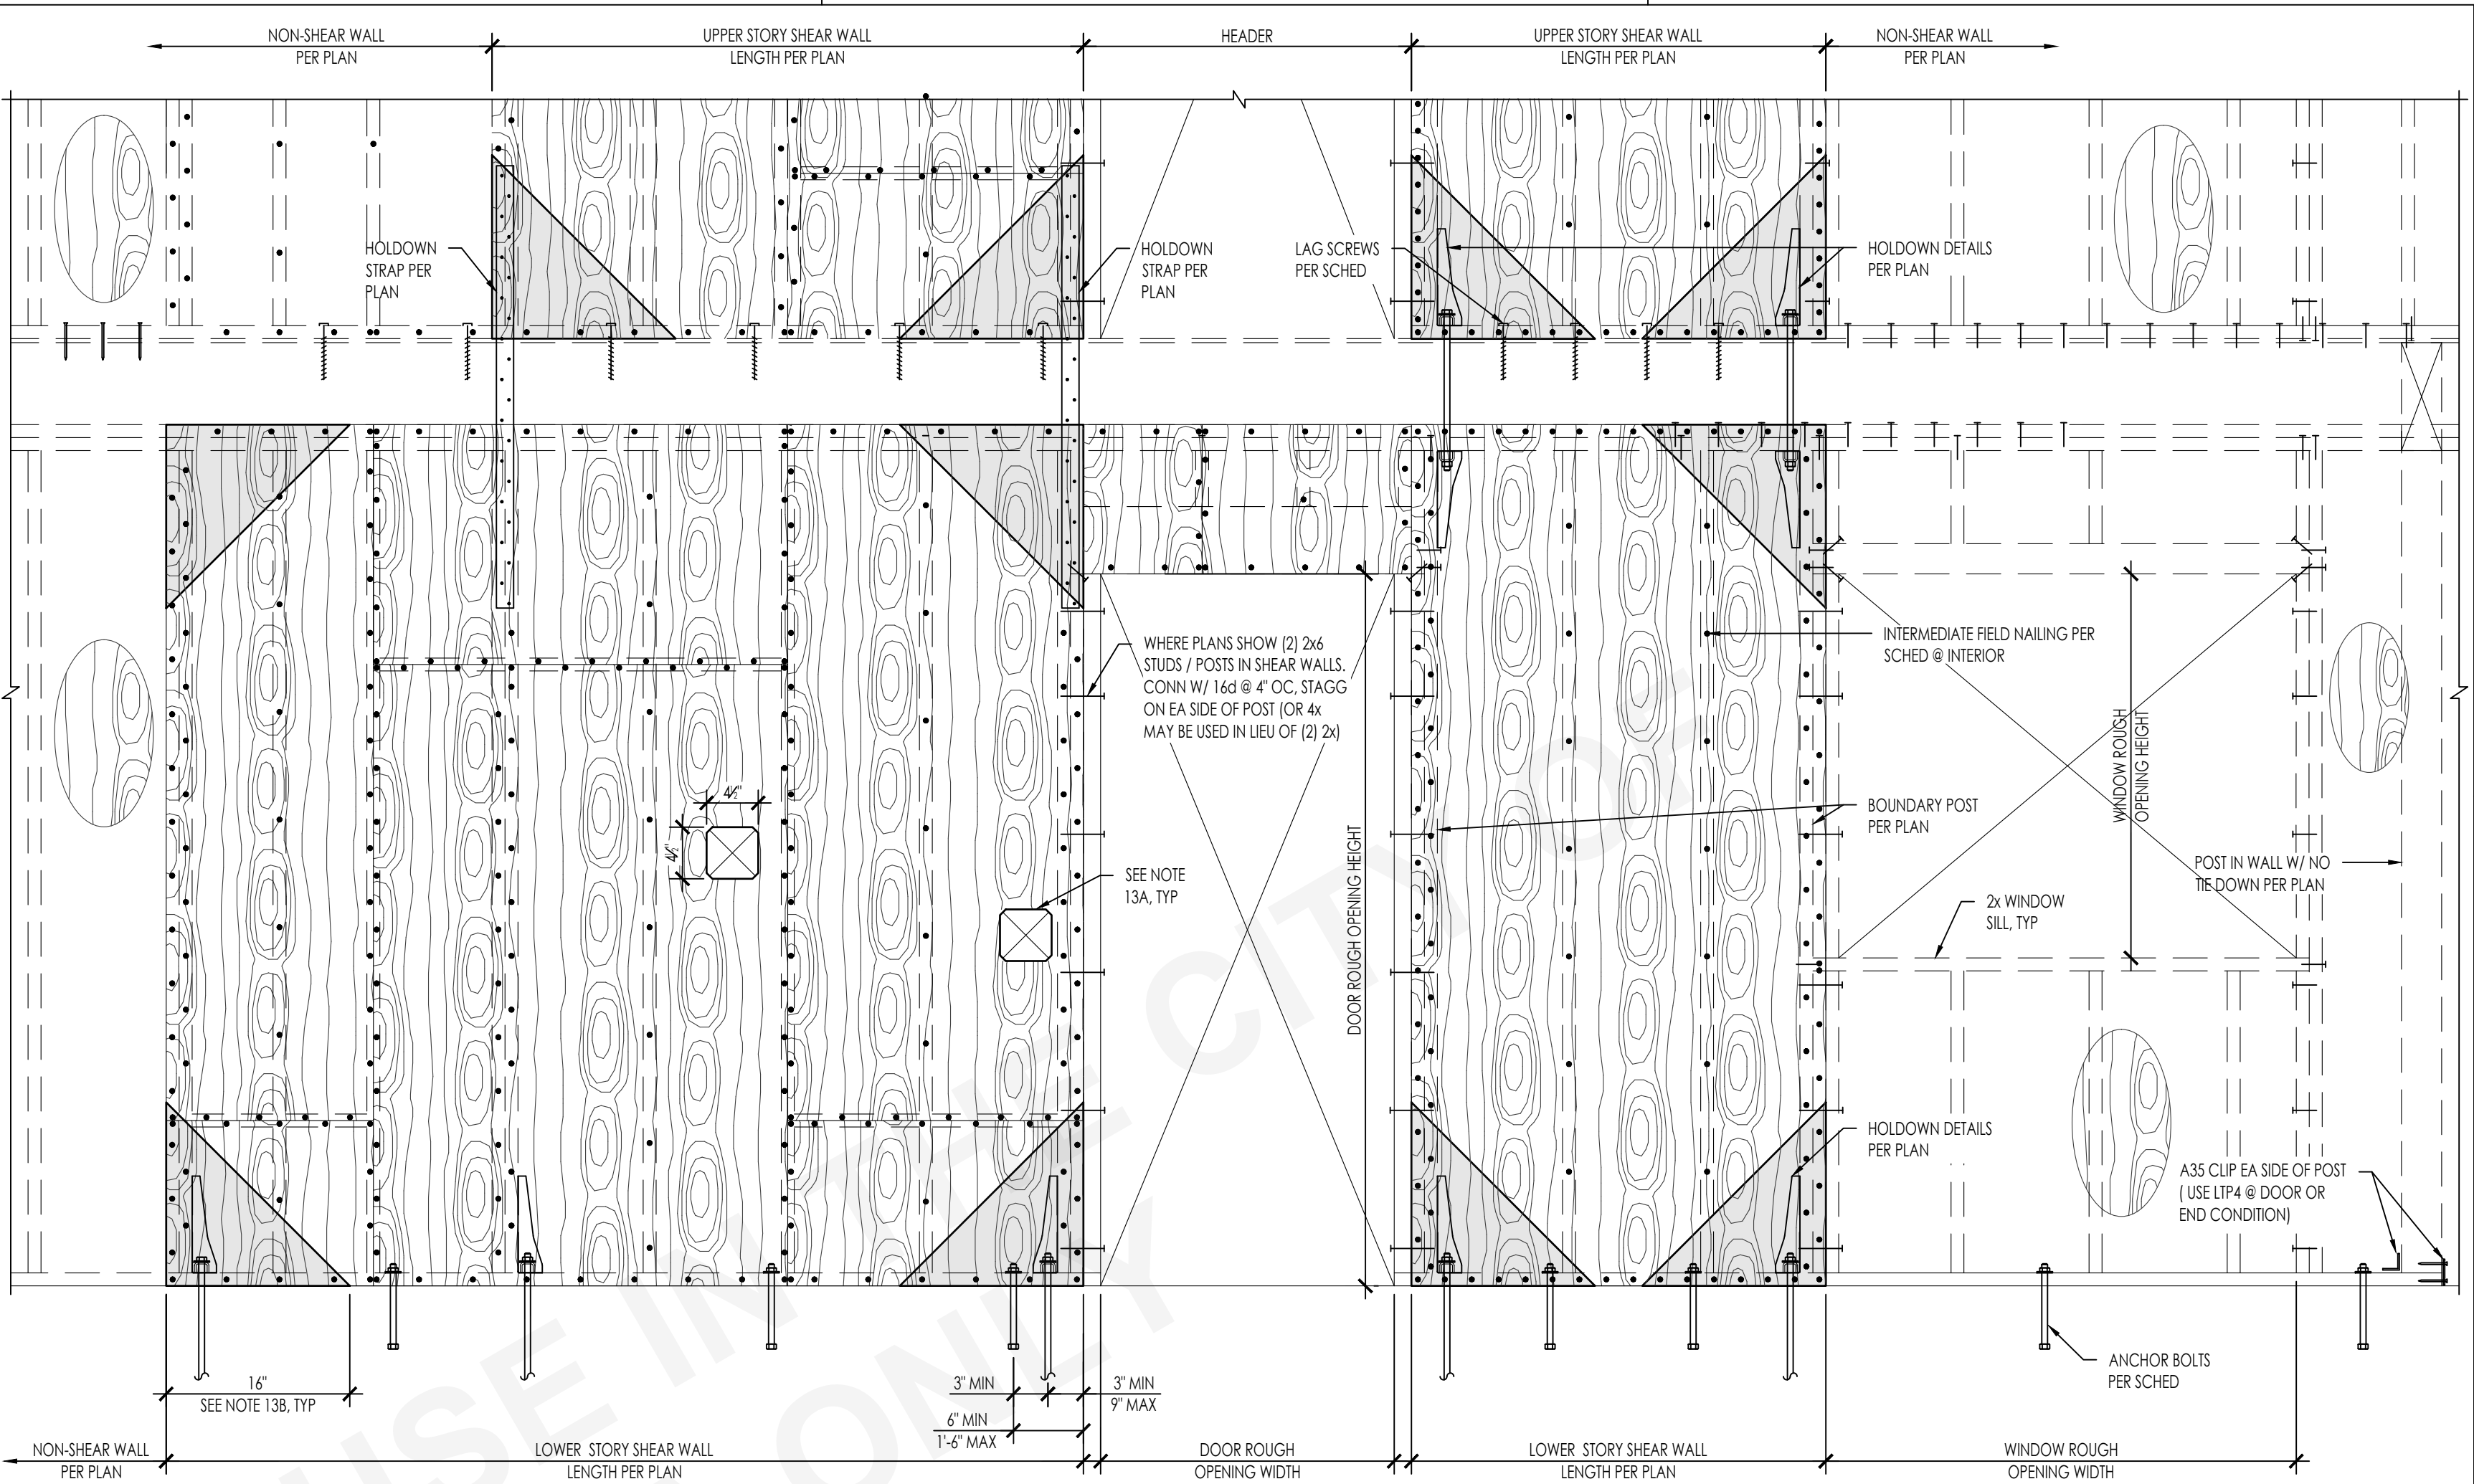 NON-SHEAR WALL
PER PLAN
UPPER STORY SHEAR WALL
LENGTH PER PLAN
HEADER
UPPER STORY SHEAR WALL
LENGTH PER PLAN
NON-SHEAR WALL
PER PLAN
HOLDOWN
STRAP PER
PLAN
HOLDOWN
STRAP PER
PLAN
LAG SCREWS
PER SCHED
HOLDOWN DETAILS
PER PLAN
WHERE PLANS SHOW (2) 2x6
STUDS / POSTS IN SHEAR WALLS.
CONN W/ 16d @ 4" OC, STAGG
ON EA SIDE OF POST (OR 4x
MAY BE USED IN LIEU OF (2) 2x)
INTERMEDIATE FIELD NAILING PER
SCHED @ INTERIOR
WINDOW ROUGH
OPENING HEIGHT
4½"
4½"
BOUNDARY POST
PER PLAN
DOOR ROUGH OPENING HEIGHT
POST IN WALL W/ NO
TIE DOWN PER PLAN
SEE NOTE
13A, TYP
2x WINDOW
SILL, TYP
HOLDOWN DETAILS
PER PLAN
A35 CLIP EA SIDE OF POST
( USE LTP4 @ DOOR OR
END CONDITION)
ANCHOR BOLTS
PER SCHED
16"
SEE NOTE 13B, TYP
3" MIN
3" MIN
9" MAX
6" MIN
1'-6" MAX
NON-SHEAR WALL
PER PLAN
LOWER STORY SHEAR WALL
LENGTH PER PLAN
DOOR ROUGH
OPENING WIDTH
LOWER STORY SHEAR WALL
LENGTH PER PLAN
WINDOW ROUGH
OPENING WIDTH
USE IN THE CITY OF
ONLY